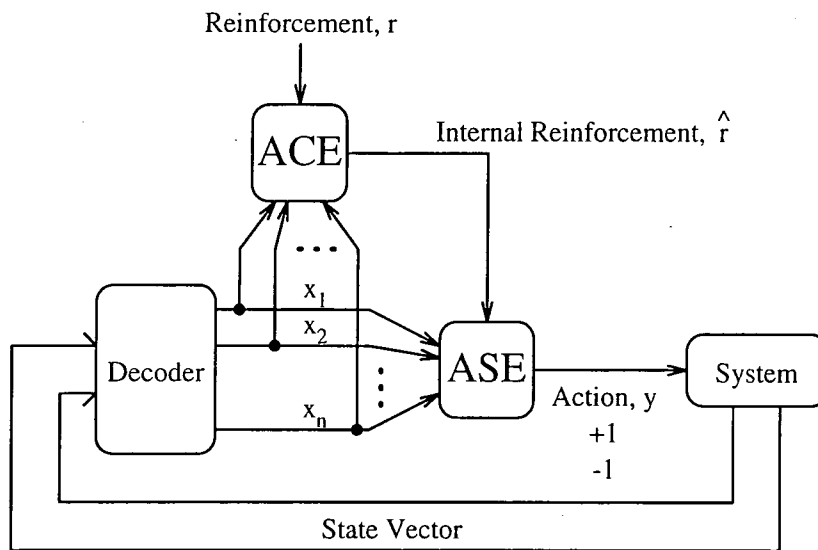 Reinforcement, r
ACE
Internal Reinforcement, r̂
x1
x2
xn
Decoder
ASE
System
Action, y
+1
-1
State Vector